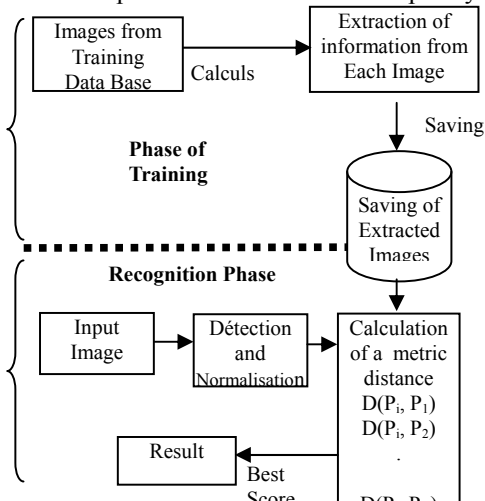 Images from
Training
Data Base
Calculs
Extraction of
information from
Each Image
Saving
Phase of
Training
Saving of
Extracted
Images
Recognition Phase
Input
Image
Détection
and
Normalisation
Calculation
of a metric
distance
D(Pi, P1)
D(Pi, P2)
.
Result
Best
Score